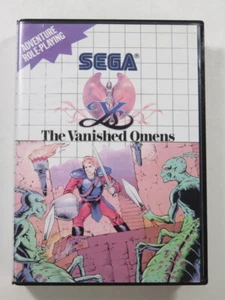 ADVENTURE
ROLE-PLAYING
SEGA®
Ys
The Vanished Omens